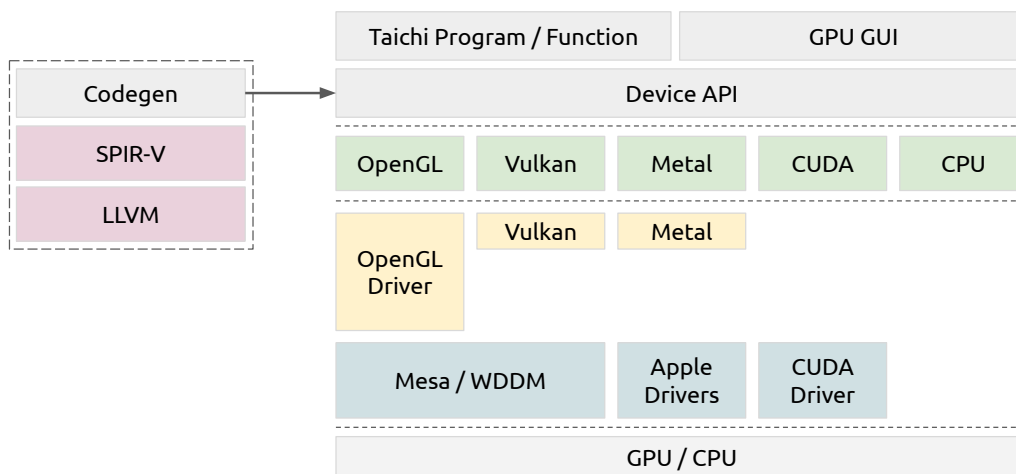 Taichi Program / Function
GPU GUI
Codegen
Device API
SPIR-V
OpenGL
Vulkan
Metal
CUDA
CPU
LLVM
OpenGL
Driver
Vulkan
Metal
Mesa / WDDM
Apple
Drivers
CUDA
Driver
GPU / CPU